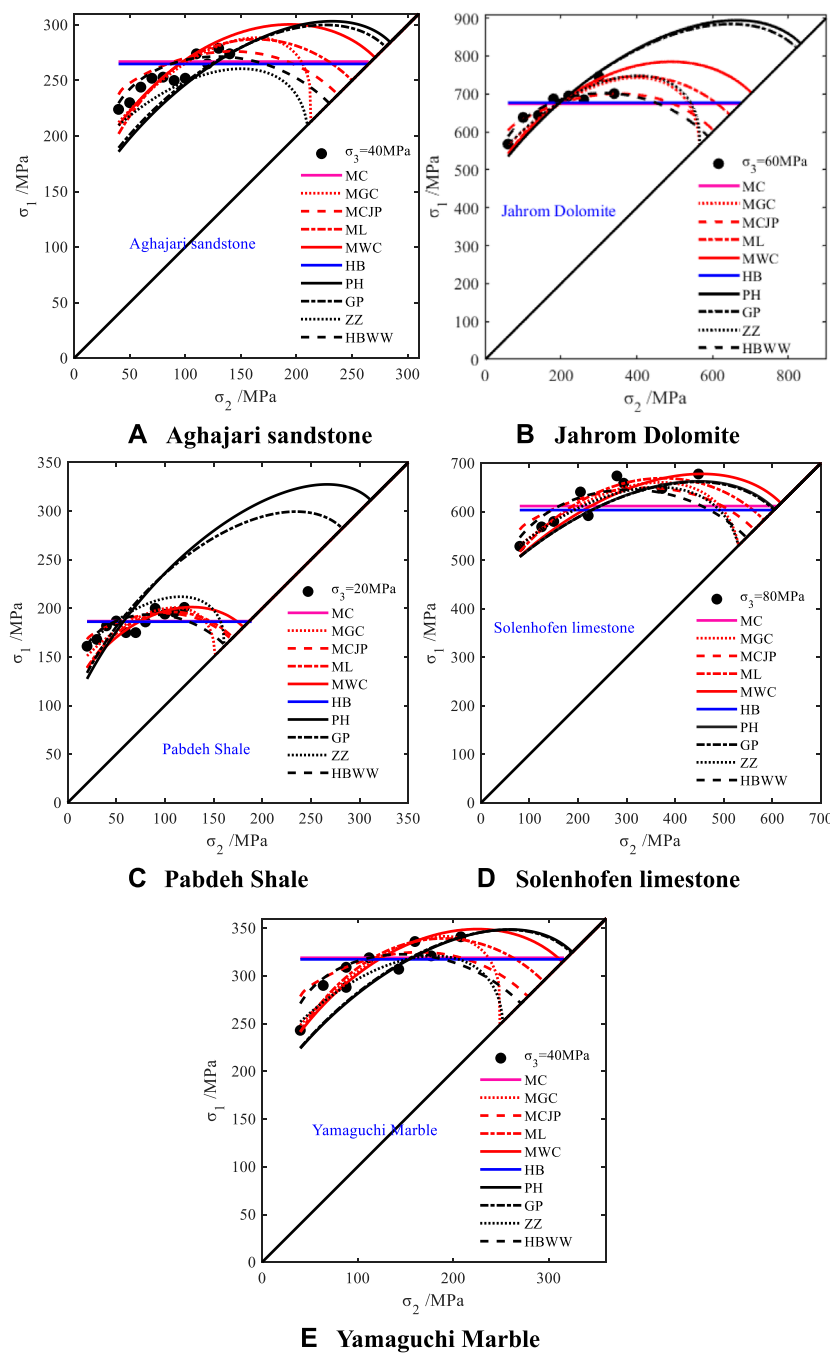 300
250
200
150
100
50
0
σ1 /MPa
σ3=40MPa
MC
MGC
MCJP
ML
MWC
HB
PH
GP
ZZ
HBWW
Aghajari sandstone
0 50 100 150 200 250 300
σ2 /MPa
A Aghajari sandstone
900
800
700
600
500
400
300
200
100
0
σ1 /MPa
σ3=60MPa
MC
MGC
MCJP
ML
MWC
HB
PH
GP
ZZ
HBWW
Jahrom Dolomite
0 200 400 600 800
σ2 /MPa
B Jahrom Dolomite
350
300
250
200
150
100
50
0
σ1 /MPa
σ3=20MPa
MC
MGC
MCJP
ML
MWC
HB
PH
GP
ZZ
HBWW
Pabdeh Shale
0 50 100 150 200 250 300 350
σ2 /MPa
C Pabdeh Shale
700
600
500
400
300
200
100
0
σ1 /MPa
σ3=80MPa
MC
MGC
MCJP
ML
MWC
HB
PH
GP
ZZ
HBWW
Solenhofen limestone
0 100 200 300 400 500 600 700
σ2 /MPa
D Solenhofen limestone
350
300
250
200
150
100
50
0
σ1 /MPa
σ3=40MPa
MC
MGC
MCJP
ML
MWC
HB
PH
GP
ZZ
HBWW
Yamaguchi Marble
0 100 200 300
σ2 /MPa
E Yamaguchi Marble